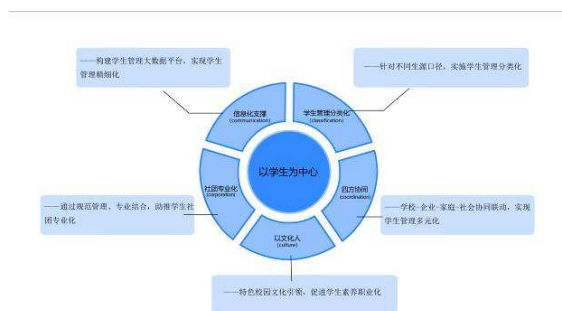 ——构建学生管理大数据平台，实现学生
管理精细化
——针对不同生源口径，实施学生管理分类化
信息化支撑
(communication)
学生管理分类化
(classification)
以学生为中心
社团专业化
(corporation)
四方协同
(coordination)
——通过规范管理、专业结合，助推学生社
团专业化
——学校-企业-家庭-社会协同联动，实现
学生管理多元化
以文化人
(culture)
——特色校园文化引领，促进学生素养职业化